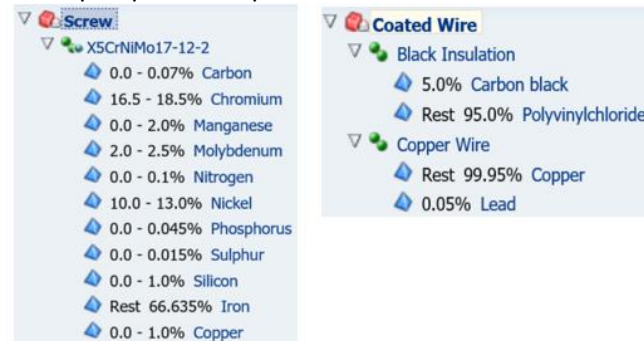 Screw
X5CrNiMo17-12-2
0.0 - 0.07% Carbon
16.5 - 18.5% Chromium
0.0 - 2.0% Manganese
2.0 - 2.5% Molybdenum
0.0 - 0.1% Nitrogen
10.0 - 13.0% Nickel
0.0 - 0.045% Phosphorus
0.0 - 0.015% Sulphur
0.0 - 1.0% Silicon
Rest 66.635% Iron
0.0 - 1.0% Copper
Coated Wire
Black Insulation
5.0% Carbon black
Rest 95.0% Polyvinylchloride
Copper Wire
Rest 99.95% Copper
0.05% Lead